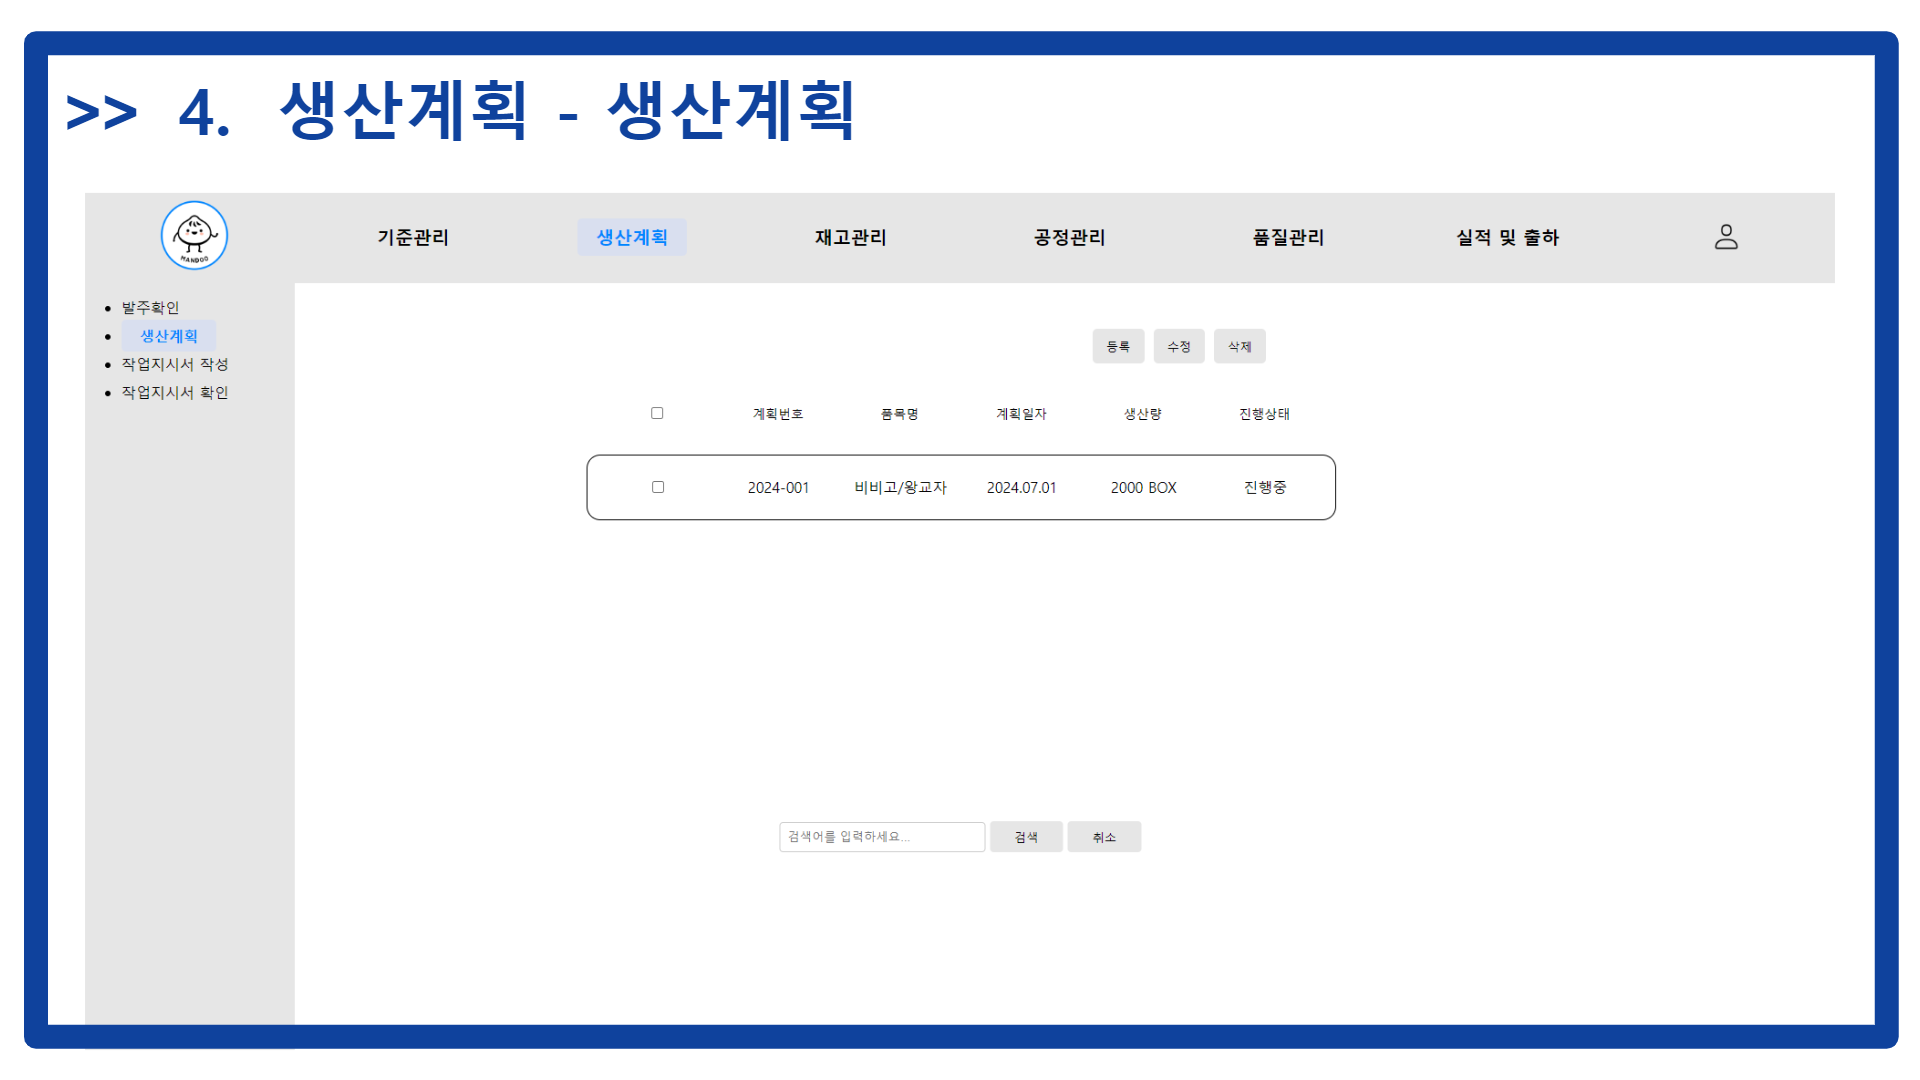 >> 4. 생산계획 - 생산계획
MANDOO
기준관리 생산계획 재고관리 공정관리 품질관리 실적 및 출하
발주확인
생산계획
작업지시서 작성
작업지시서 확인
등록 수정 삭제
계획번호 품목명 계획일자 생산량 진행상태
2024-001 비비고/왕교자 2024.07.01 2000 BOX 진행중
검색어를 입력하세요... 검색 취소